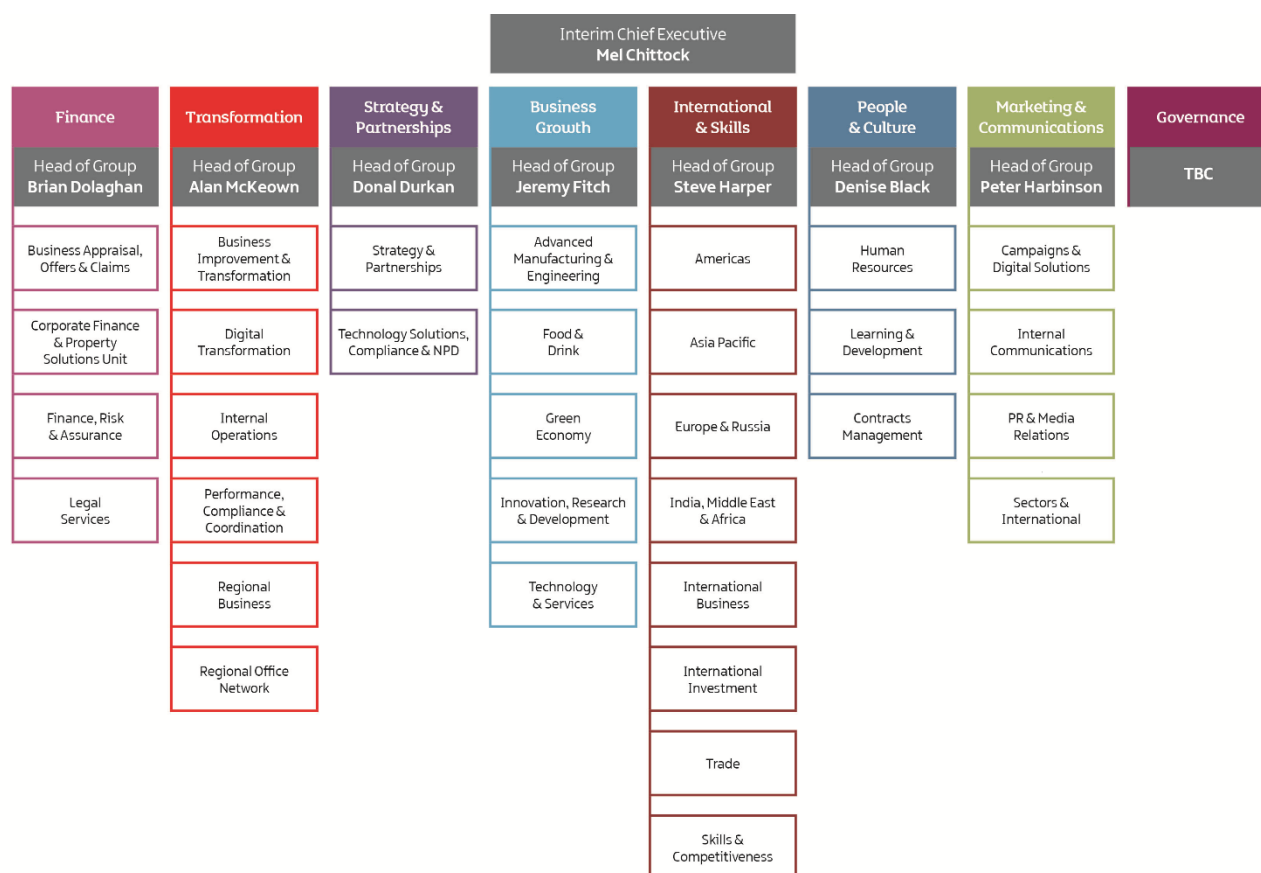 Interim Chief Executive
Mel Chittock
Finance
Head of Group
Brian Dolaghan
Business Appraisal,
Offers & Claims
Corporate Finance
& Property
Solutions Unit
Finance, Risk
& Assurance
Legal
Services
Transformation
Head of Group
Alan McKeown
Business
Improvement &
Transformation
Digital
Transformation
Internal
Operations
Performance,
Compliance &
Coordination
Regional
Business
Regional Office
Network
Strategy &
Partnerships
Head of Group
Donal Durkan
Strategy &
Partnerships
Technology Solutions,
Compliance & NPD
Business
Growth
Head of Group
Jeremy Fitch
Advanced
Manufacturing &
Engineering
Food &
Drink
Green
Economy
Innovation, Research
& Development
Technology
& Services
International
& Skills
Head of Group
Steve Harper
Americas
Asia Pacific
Europe & Russia
India, Middle East
& Africa
International
Business
International
Investment
Trade
Skills &
Competitiveness
People
& Culture
Head of Group
Denise Black
Human
Resources
Learning &
Development
Contracts
Management
Marketing &
Communications
Head of Group
Peter Harbinson
Campaigns &
Digital Solutions
Internal
Communications
PR & Media
Relations
Sectors &
International
Governance
TBC